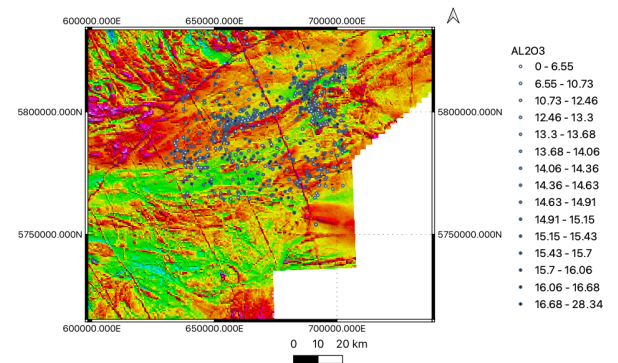 600000.000E 650000.000E 700000.000E
AL2O3
0 - 6.55
6.55 - 10.73
10.73 - 12.46
12.46 - 13.3
13.3 - 13.68
13.68 - 14.06
14.06 - 14.36
14.36 - 14.63
14.63 - 14.91
14.91 - 15.15
15.15 - 15.43
15.43 - 15.7
15.7 - 16.06
16.06 - 16.68
16.68 - 28.34
5800000.000N 5800000.000N
5750000.000N 5750000.000N
600000.000E 650000.000E 700000.000E
0 10 20 km